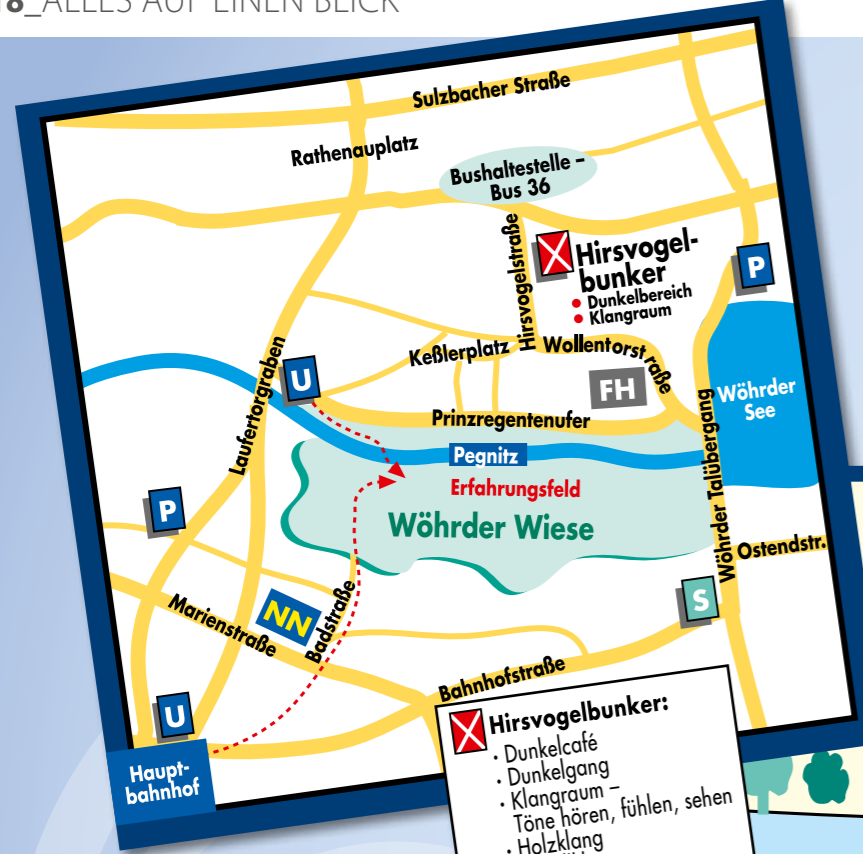 8_ALLES AUF EINEN BLICK
Sulzbacher Straße
Rathenauplatz
Bushaltestelle –
Bus 36
Hirsvogelstraße
Hirsvogel-
bunker
• Dunkelbereich
• Klangraum
P
Keßlerplatz
Wollentorstraße
Laufertorgraben
U
FH
Wöhrder
See
Prinzregentenufer
Pegnitz
Erfahrungsfeld
Wöhrder Wiese
Wöhrder Talübergang
P
Ostendstr.
S
NN
Marienstraße
Badstraße
Bahnhofstraße
U
Haupt-
bahnhof
Hirsvogelbunker:
· Dunkelcafé
· Dunkelgang
· Klangraum –
Töne hören, fühlen, sehen
· Holzklang